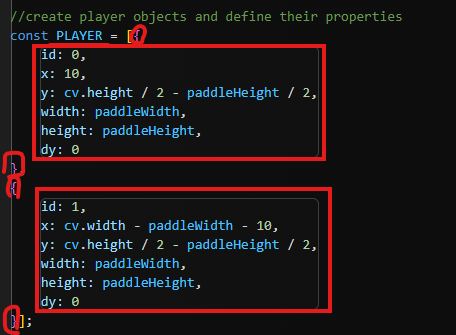 //create player objects and define their properties
const PLAYER = [{
id: 0,
x: 10,
y: cv.height / 2 - paddleHeight / 2,
width: paddleWidth,
height: paddleHeight,
dy: 0
}
{
id: 1,
x: cv.width - paddleWidth - 10,
y: cv.height / 2 - paddleHeight / 2,
width: paddleWidth,
height: paddleHeight,
dy: 0
}];